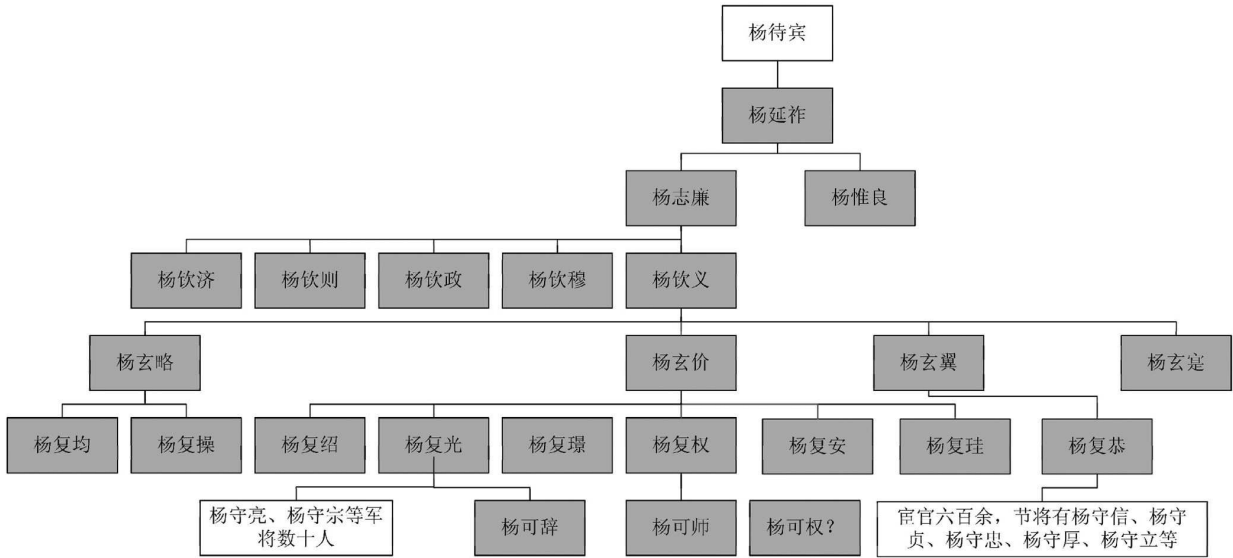 杨待宾
杨延祚
杨志廉
杨惟良
杨钦济
杨钦则
杨钦政
杨钦穆
杨钦义
杨玄略
杨玄价
杨玄翼
杨玄寔
杨复均
杨复操
杨复绍
杨复光
杨复璟
杨复权
杨复安
杨复珪
杨复恭
杨守亮、杨守宗等军
将数十人
杨可辞
杨可师
杨可权？
宦官六百余，节将有杨守信、杨守
贞、杨守忠、杨守厚、杨守立等